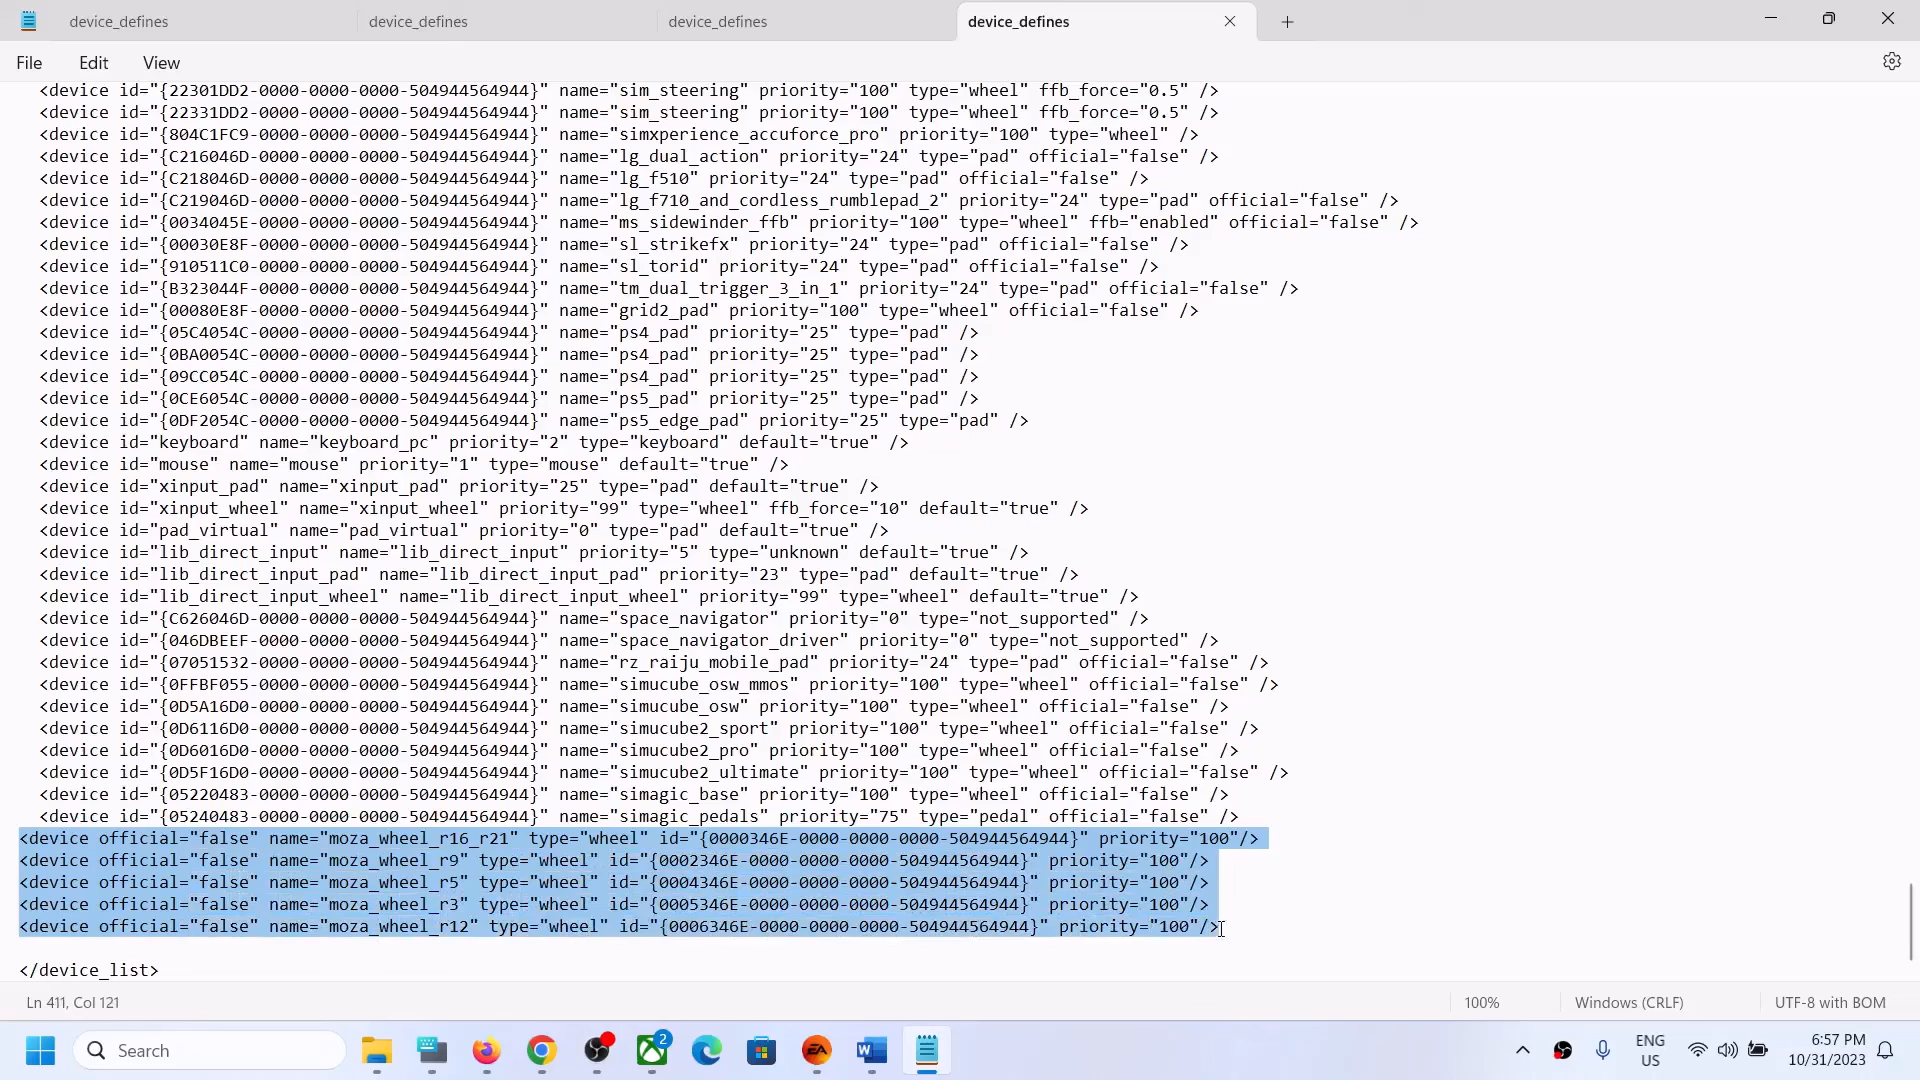 device_defines device_defines device_defines device_defines
File Edit View
<device id="{22301DD2-0000-0000-0000-504944564944}" name="sim_steering" priority="100" type="wheel" ffb_force="0.5" />
<device id="{22331DD2-0000-0000-0000-504944564944}" name="sim_steering" priority="100" type="wheel" ffb_force="0.5" />
<device id="{804C1FC9-0000-0000-0000-504944564944}" name="simxperience_accuforce_pro" priority="100" type="wheel" />
<device id="{C216046D-0000-0000-0000-504944564944}" name="lg_dual_action" priority="24" type="pad" official="false" />
<device id="{C218046D-0000-0000-0000-504944564944}" name="lg_f510" priority="24" type="pad" official="false" />
<device id="{C219046D-0000-0000-0000-504944564944}" name="lg_f710_and_cordless_rumblepad_2" priority="24" type="pad" official="false" />
<device id="{0034045E-0000-0000-0000-504944564944}" name="ms_sidewinder_ffb" priority="100" type="wheel" ffb="enabled" official="false" />
<device id="{00030E8F-0000-0000-0000-504944564944}" name="sl_strikefx" priority="24" type="pad" official="false" />
<device id="{910511C0-0000-0000-0000-504944564944}" name="sl_torid" priority="24" type="pad" official="false" />
<device id="{B323044F-0000-0000-0000-504944564944}" name="tm_dual_trigger_3_in_1" priority="24" type="pad" official="false" />
<device id="{00080E8F-0000-0000-0000-504944564944}" name="grid2_pad" priority="100" type="wheel" official="false" />
<device id="{05C4054C-0000-0000-0000-504944564944}" name="ps4_pad" priority="25" type="pad" />
<device id="{0BA0054C-0000-0000-0000-504944564944}" name="ps4_pad" priority="25" type="pad" />
<device id="{09CC054C-0000-0000-0000-504944564944}" name="ps4_pad" priority="25" type="pad" />
<device id="{0CE6054C-0000-0000-0000-504944564944}" name="ps5_pad" priority="25" type="pad" />
<device id="{0DF2054C-0000-0000-0000-504944564944}" name="ps5_edge_pad" priority="25" type="pad" />
<device id="keyboard" name="keyboard_pc" priority="2" type="keyboard" default="true" />
<device id="mouse" name="mouse" priority="1" type="mouse" default="true" />
<device id="xinput_pad" name="xinput_pad" priority="25" type="pad" default="true" />
<device id="xinput_wheel" name="xinput_wheel" priority="99" type="wheel" ffb_force="10" default="true" />
<device id="pad_virtual" name="pad_virtual" priority="0" type="pad" default="true" />
<device id="lib_direct_input" name="lib_direct_input" priority="5" type="unknown" default="true" />
<device id="lib_direct_input_pad" name="lib_direct_input_pad" priority="23" type="pad" default="true" />
<device id="lib_direct_input_wheel" name="lib_direct_input_wheel" priority="99" type="wheel" default="true" />
<device id="{C626046D-0000-0000-0000-504944564944}" name="space_navigator" priority="0" type="not_supported" />
<device id="{046DBEEF-0000-0000-0000-504944564944}" name="space_navigator_driver" priority="0" type="not_supported" />
<device id="{07051532-0000-0000-0000-504944564944}" name="rz_raiju_mobile_pad" priority="24" type="pad" official="false" />
<device id="{0FFBF055-0000-0000-0000-504944564944}" name="simucube_osw_mmos" priority="100" type="wheel" official="false" />
<device id="{0D5A16D0-0000-0000-0000-504944564944}" name="simucube_osw" priority="100" type="wheel" official="false" />
<device id="{0D6116D0-0000-0000-0000-504944564944}" name="simucube2_sport" priority="100" type="wheel" official="false" />
<device id="{0D6016D0-0000-0000-0000-504944564944}" name="simucube2_pro" priority="100" type="wheel" official="false" />
<device id="{0D5F16D0-0000-0000-0000-504944564944}" name="simucube2_ultimate" priority="100" type="wheel" official="false" />
<device id="{05220483-0000-0000-0000-504944564944}" name="simagic_base" priority="100" type="wheel" official="false" />
<device id="{05240483-0000-0000-0000-504944564944}" name="simagic_pedals" priority="75" type="pedal" official="false" />
<device official="false" name="moza_wheel_r16_r21" type="wheel" id="{0000346E-0000-0000-0000-504944564944}" priority="100"/>
<device official="false" name="moza_wheel_r9" type="wheel" id="{0002346E-0000-0000-0000-504944564944}" priority="100"/>
<device official="false" name="moza_wheel_r5" type="wheel" id="{0004346E-0000-0000-0000-504944564944}" priority="100"/>
<device official="false" name="moza_wheel_r3" type="wheel" id="{0005346E-0000-0000-0000-504944564944}" priority="100"/>
<device official="false" name="moza_wheel_r12" type="wheel" id="{0006346E-0000-0000-0000-504944564944}" priority="100"/>
</device_list>
Ln 411, Col 121 100% Windows (CRLF) UTF-8 with BOM
Search 2 EA W ENG 6:57 PM
US 10/31/2023